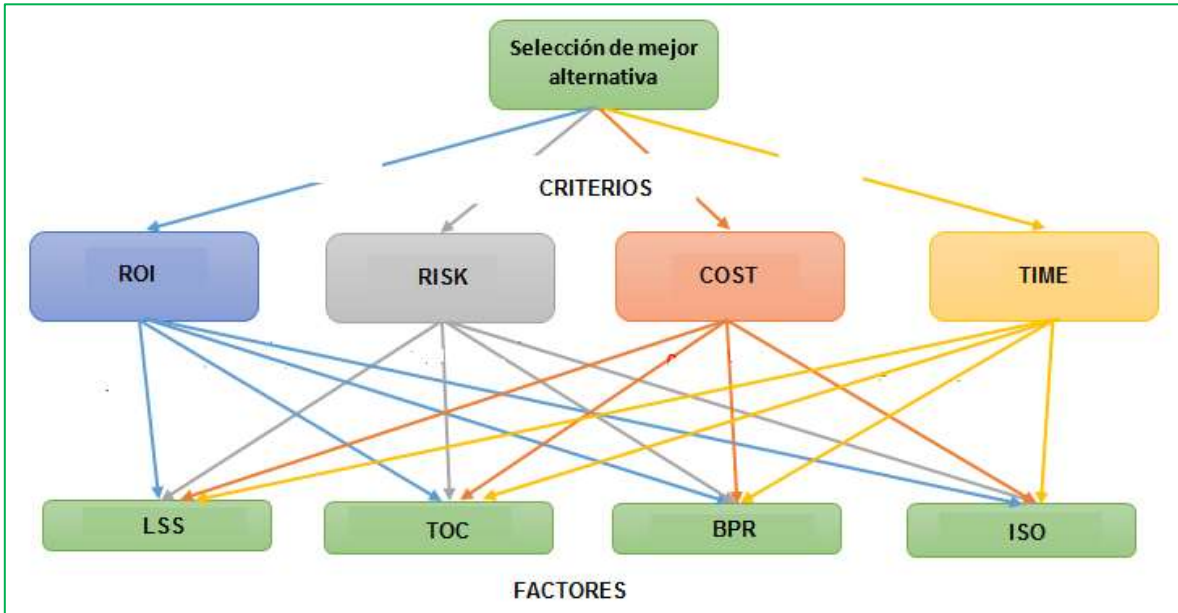 Selección de mejor
alternativa
CRITERIOS
ROI
RISK
COST
TIME
LSS
TOC
BPR
ISO
FACTORES